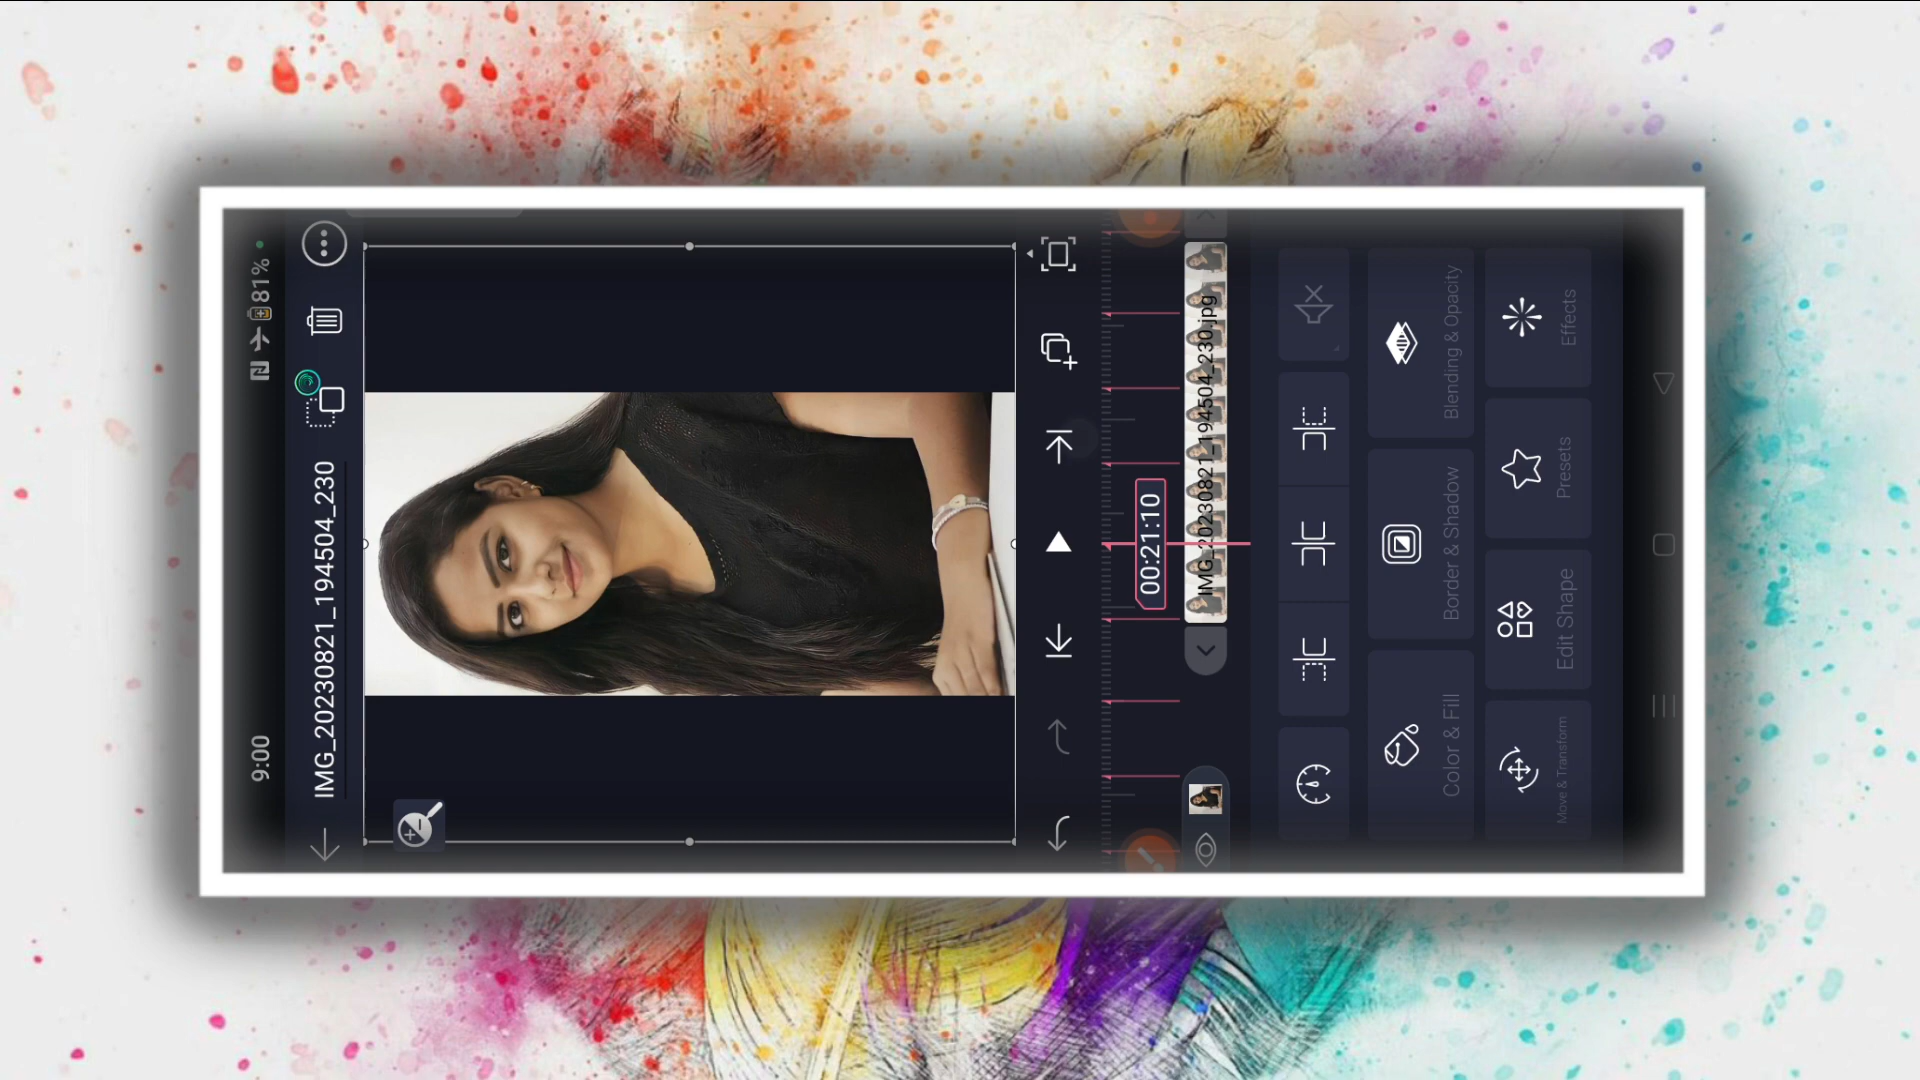 9:00
81%
IMG_20230821_194504_230
00:21:10
IMG_20230821_194504_230.jpg
Color & Fill
Border & Shadow
Blending & Opacity
Move & Transform
Edit Shape
Presets
Effects